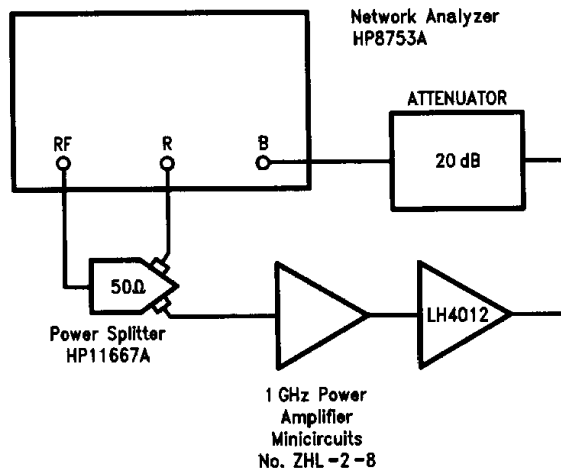 Network Analyzer
HP8753A
ATTENUATOR
RF
R
B
20 dB
50Ω
LH4012
Power Splitter
HP11667A
1 GHz Power
Amplifier
Minicircuits
No. ZHL-2-8